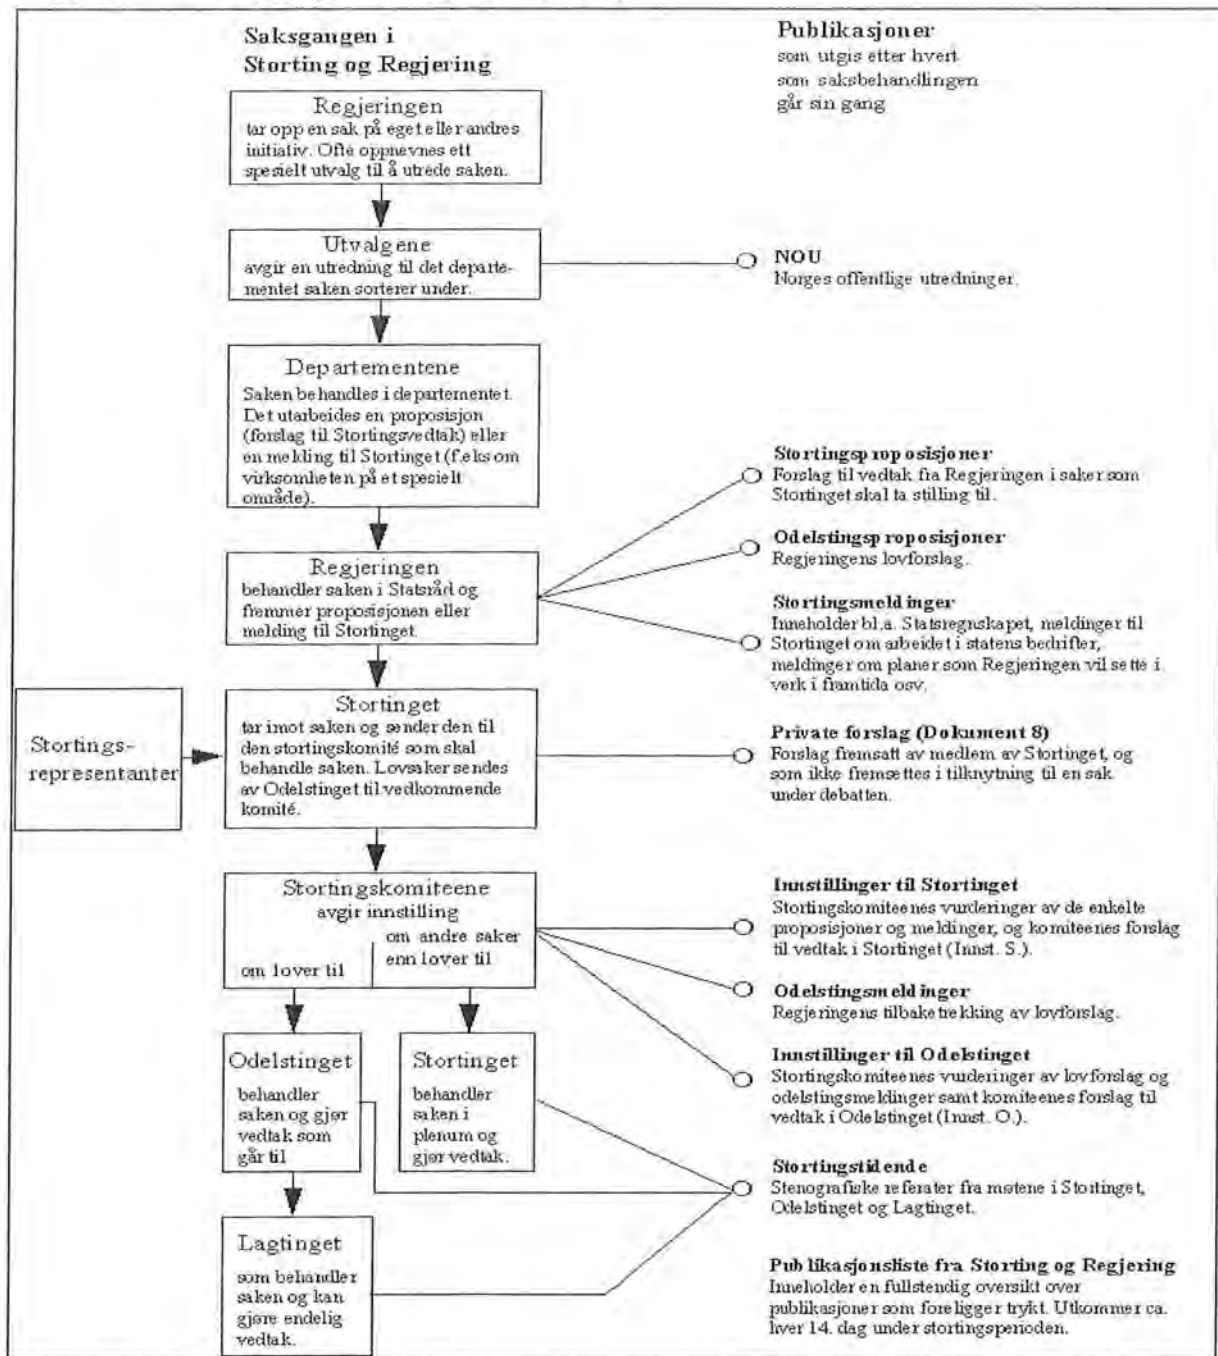 Saksgangen i
Storting og Regjering
Publikasjoner
som utgis etter hvert
som saksbehandlingen
går sin gang
Regjeringen
tar opp en sak på eget eller andres
initiativ. Ofte oppnevnes ett
spesielt utvalg til å utrede saken.
Utvalgene
avgir en utredning til det departe-
mentet saken sorterer under.
NOU
Norges offentlige utredninger.
Departementene
Saken behandles i departementet.
Det utarbeides en proposisjon
(forslag til Stortingsvedtak) eller
en melding til Stortinget (f.eks om
virksomheten på et spesielt
område).
Stortingsproposisjoner
Forslag til vedtak fra Regjeringen i saker som
Stortinget skal ta stilling til.
Odelstingsproposisjoner
Regjeringens lovforslag.
Regjeringen
behandler saken i Statsråd og
fremmer proposisjonen eller
melding til Stortinget.
Stortingsmeldinger
Inneholder bl.a. Statsregnskapet, meldinger til
Stortinget om arbeidet i statens bedrifter,
meldinger om planer som Regjeringen vil sette i
verk i framtida osv.
Stortings-
representanter
Stortinget
tar imot saken og sender den til
den stortingskomité som skal
behandle saken. Lovsaker sendes
av Odelstinget til vedkommende
komité.
Private forslag (Dokument 8)
Forslag fremsatt av medlem av Stortinget, og
som ikke fremsettes i tilknytning til en sak
under debatten.
Stortingskomiteene
avgir innstilling
om lover til
om andre saker
enn lover til
Innstillinger til Stortinget
Stortingskomiteenes vurderinger av de enkelte
proposisjoner og meldinger, og komiteenes forslag
til vedtak i Stortinget (Innst. S.).
Odelstingsmeldinger
Regjeringens tilbaketrekking av lovforslag.
Innstillinger til Odelstinget
Stortingskomiteenes vurderinger av lovforslag og
odelstingsmeldinger samt komiteenes forslag til
vedtak i Odelstinget (Innst. O.).
Odelstinget
behandler
saken og gjør
vedtak som
går til
Stortinget
behandler
saken i
plenum og
gjør vedtak.
Stortingstidende
Stenografiske referater fra møtene i Stortinget,
Odelstinget og Lagtinget.
Lagtinget
som behandler
saken og kan
gjøre endelig
vedtak.
Publikasjonsliste fra Storting og Regjering
Inneholder en fullstendig oversikt over
publikasjoner som foreligger trykt. Utkommer ca.
hver 14. dag under stortingsperioden.